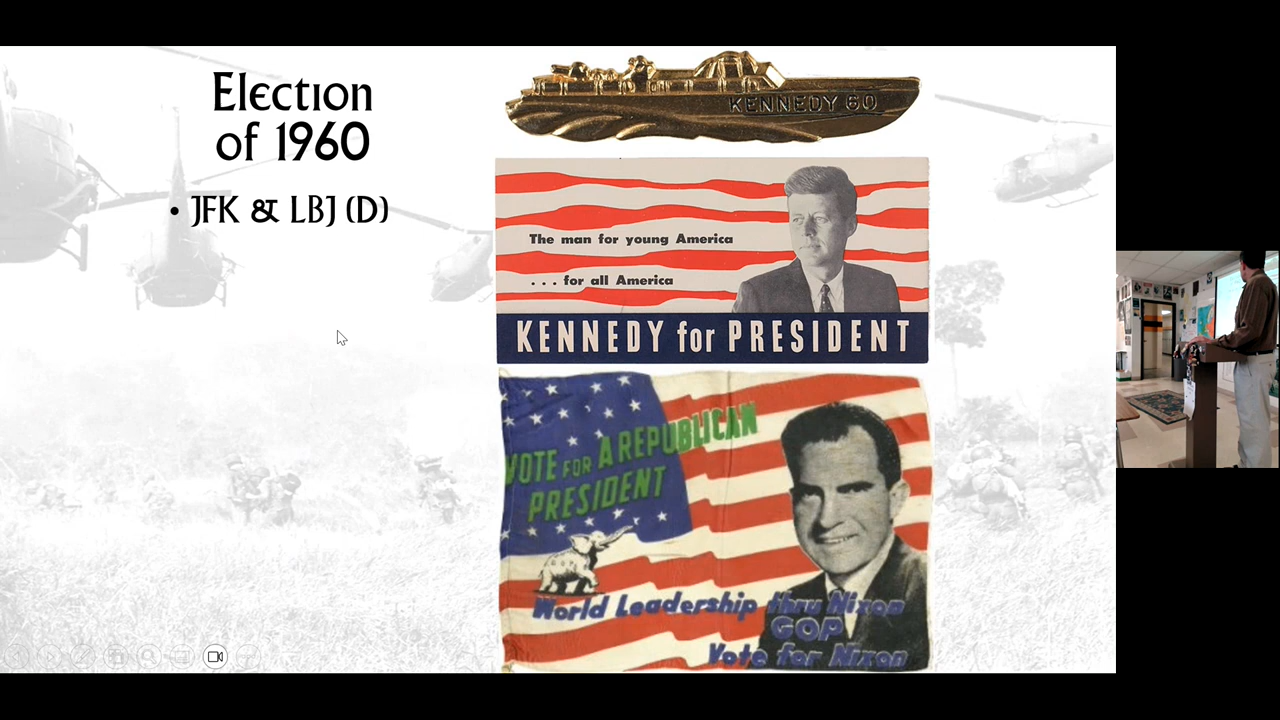 Election
of 1960
• JFK & LBJ (D)
KENNEDY 60
The man for young America
. . . for all America
KENNEDY for PRESIDENT
VOTE FOR A REPUBLICAN
PRESIDENT
World Leadership thru Nixon
GOP
Vote for Nixon